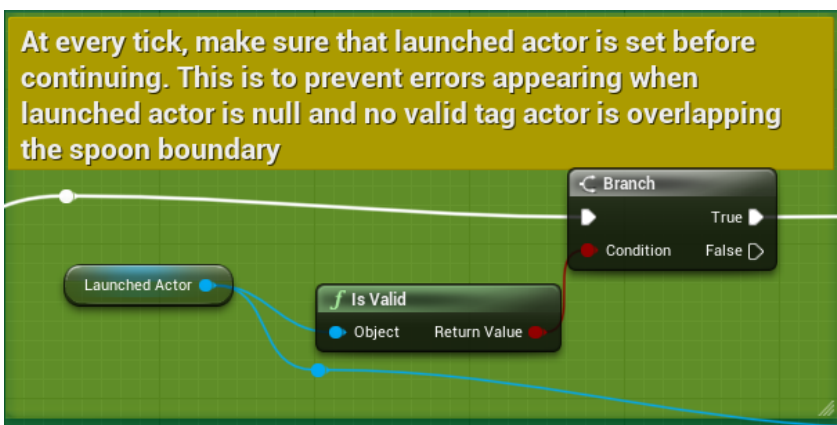 At every tick, make sure that launched actor is set before
continuing. This is to prevent errors appearing when
launched actor is null and no valid tag actor is overlapping
the spoon boundary
Branch
True
Condition False
Launched Actor
f Is Valid
Object Return Value